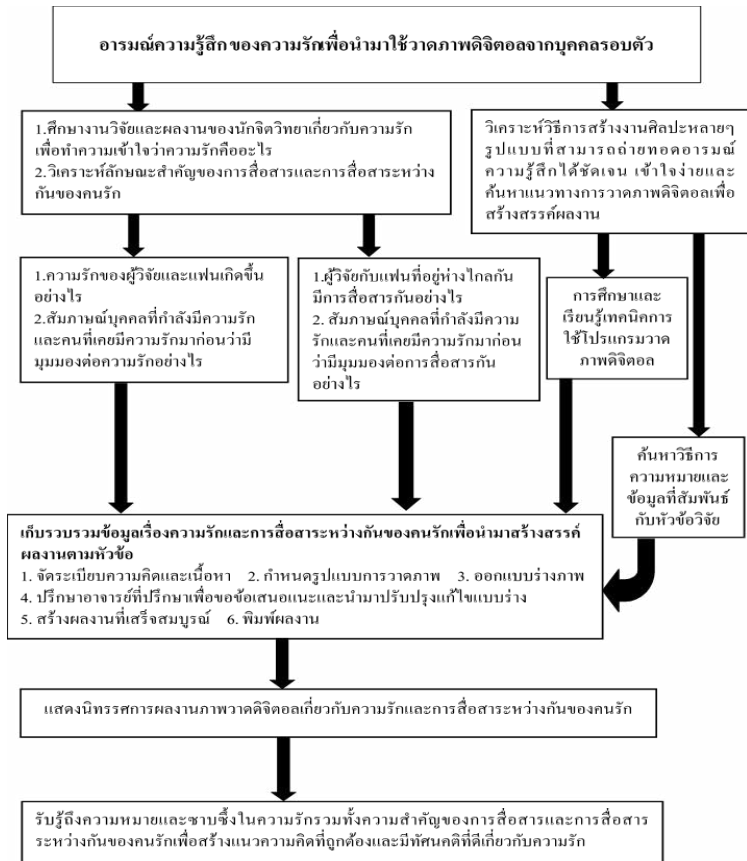 อารมณ์ความรู้สึก ของความรักเพื่อนำมาใช้วาดภาพดิจิตอลจากบุคคลรอบตัว
1.ศึกษางานวิจัยและผลงานของนักจิตวิทยาเกี่ยวกับความรัก
เพื่อทำความเข้าใจว่าความรักคืออะไร
2.วิเคราะห์ลักษณะสำคัญของการสื่อสารและการสื่อสาระหว่าง
กันของคนรัก
วิเคราะห์วิธีการสร้างงานศิลปะหลายๆ
รูปแบบที่สามารถถ่ายทอดอารมณ์
ความรู้สึกได้ชัดเจน เข้าใจง่ายและ
ค้นหาแนวทางการวาดภาพดิจิตอลเพื่อ
สร้างสรรค์ผลงาน
1.ความรักของผู้วิจัยและแฟนเกิดขึ้น
อย่างไร
2.สัมภาษณ์บุคคลที่กำลังมีความรัก
และคนที่เคยมีความรักมาก่อนว่ามี
มุมมองต่อความรักอย่างไร
1.ผู้วิจัยกับแฟนที่อยู่ห่างไกลกัน
มีการสื่อสารกันอย่างไร
2. สัมภาษณ์บุคคลที่กำลังมีความ
รักและคนที่เคยมีความรักมาก่อน
ว่ามีมุมมองต่อการสื่อสารกัน
อย่างไร
การศึกษาและ
เรียนรู้เทคนิคการ
ใช้โปรแกรมวาด
ภาพดิจิตอล
ค้นหาวิธีการ
ความหมายและ
ข้อมูลที่สัมพันธ์
กับหัวข้อวิจัย
เก็บรวบรวมข้อมูลเรื่องความรักและการสื่อสาระหว่างกันของคนรักเพื่อนำมาสร้างสรรค์
ผลงานตามหัวข้อ
1. จัดระเบียบความคิดและเนื้อหา 2. กำหนดรูปแบบการวาดภาพ 3. ออกแบบร่างภาพ
4. ปรึกษาอาจารย์ที่ปรึกษาเพื่อขอข้อเสนอแนะและนำมาปรับปรุงแก้ไขแบบร่าง
5. สร้างผลงานที่เสร็จสมบูรณ์ 6. พิมพ์ผลงาน
แสดงนิทรรศการผลงานภาพวาดดิจิตอลเกี่ยวกับความรักและการสื่อสาระหว่างกันของคนรัก
รับรู้ถึงความหมายและซาบซึ้งในความรักรวมทั้งความสำคัญของการสื่อสารและการสื่อสาร
ระหว่างกันของคนรักเพื่อสร้างแนวความคิดที่ถูกต้องและมีทัศนคติที่ดีเกี่ยวกับความรัก